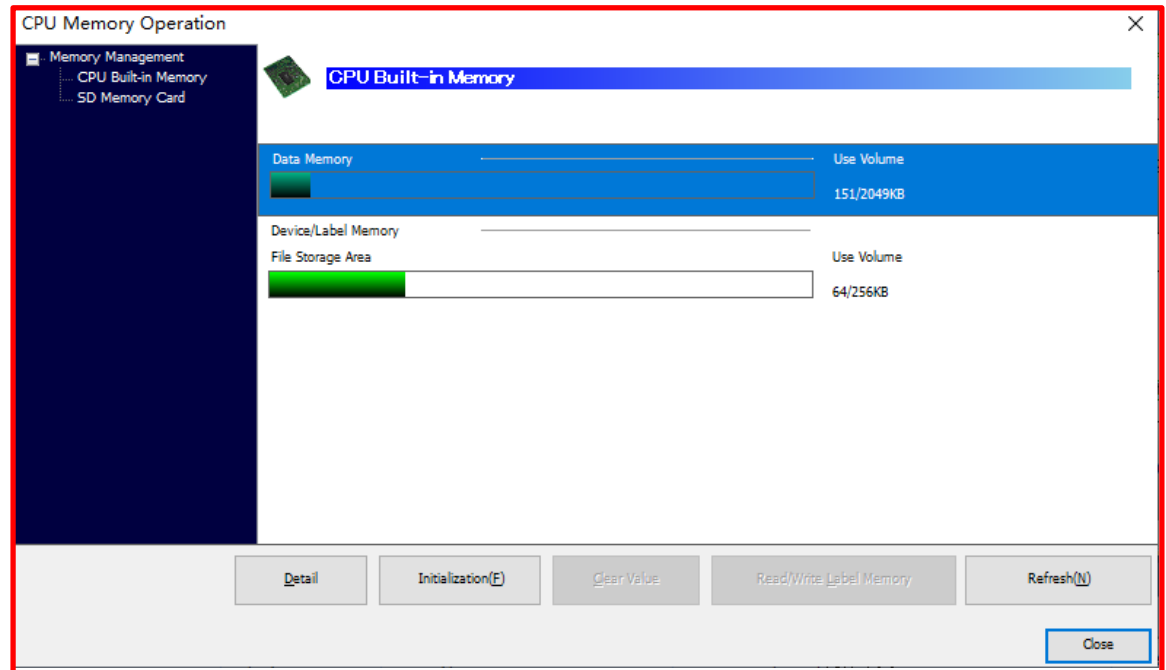 CPU Memory Operation
Memory Management
CPU Built-in Memory
SD Memory Card
CPU Built-in Memory
Data Memory
Use Volume
151/2049KB
Device/Label Memory
File Storage Area
Use Volume
64/256KB
Detail
Initialization(F)
Clear Value
Read/Write Label Memory
Refresh(N)
Close